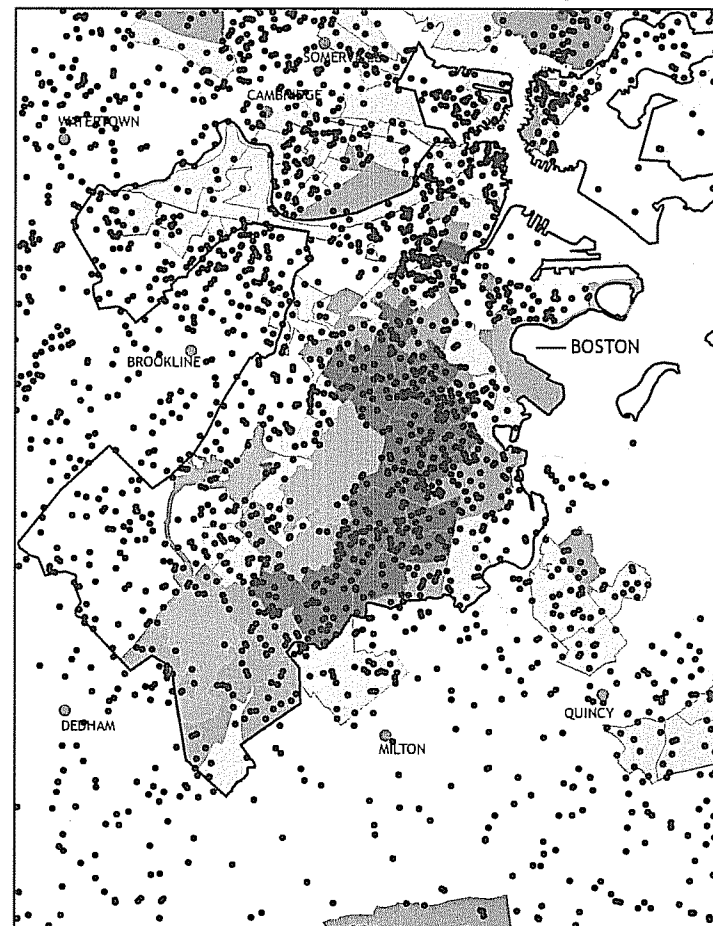 SOMERVILLE
CAMBRIDGE
WATERTOWN
BROOKLINE
BOSTON
DEDHAM
MILTON
QUINCY